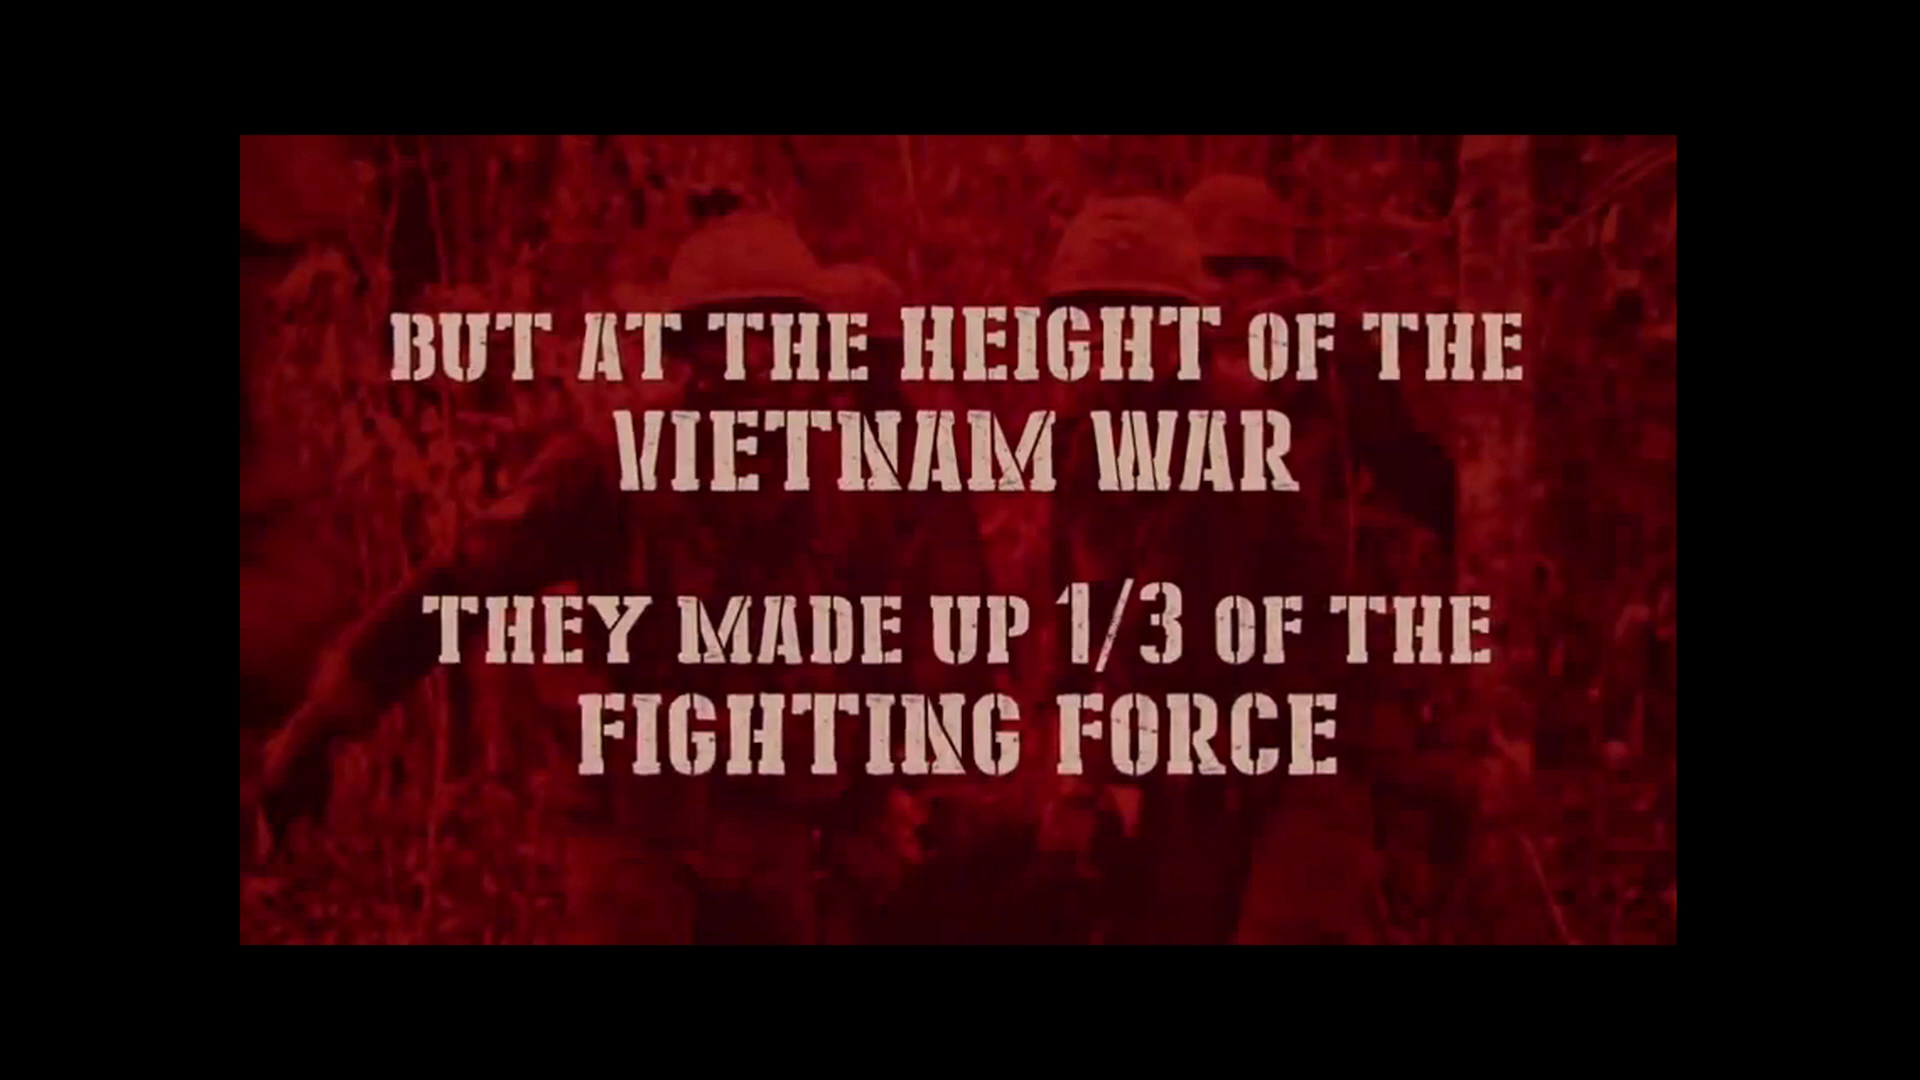 BUT AT THE HEIGHT OF THE
VIETNAM WAR
THEY MADE UP 1/3 OF THE
FIGHTING FORCE